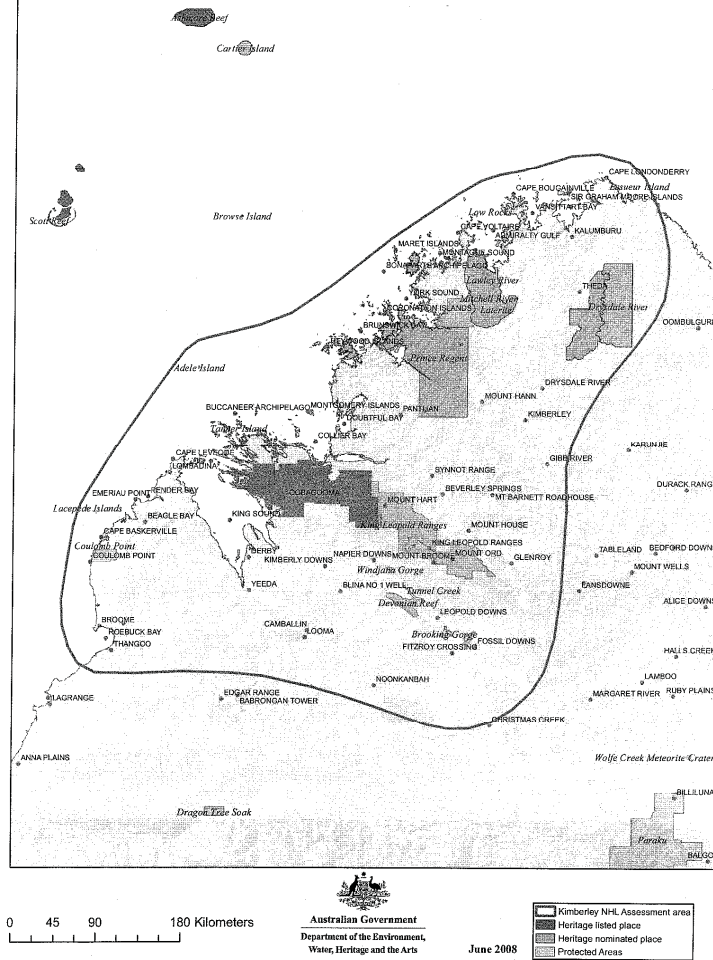 Ashmore Reef
Cartier Island
CAPE LONDONDERRY
CAPE BOUGAINVILLE
Lesueur Island
SIR GRAHAM MOORE ISLANDS
Scott Reef
Browse Island
Low Rocks
VANSITTART BAY
CAPE VOLTAIRE
ADMIRALTY GULF
KALUMBURU
MARET ISLANDS
MONTAGUE SOUND
BONAPARTE ARCHIPELAGO
Lawley River
YORK SOUND
THEDA
Mitchell River
CORONATION ISLANDS
Laterite
Drysdale River
BRUNSWICK BAY
OOMBULGURI
HEYWOOD ISLANDS
Prince Regent
Adele Island
DRYSDALE RIVER
MOUNT HANN
BUCCANEER ARCHIPELAGO
MONTGOMERY ISLANDS
PANTIJAN
DOUBTFUL BAY
KIMBERLEY
Tanner Island
COLLIER BAY
KARUNJIE
CAPE LEVEQUE
GIBB RIVER
LOMBADINA
SYNNOT RANGE
DURACK RANG
EMERIAU POINT
PENDER BAY
BEVERLEY SPRINGS
MT BARNETT ROADHOUSE
MOUNT HART
Lacepede Islands
BEAGLE BAY
KING SOUND
King Leopold Ranges
MOUNT HOUSE
CAPE BASKERVILLE
Coulomb Point
KING LEOPOLD RANGES
COULOMB POINT
DERBY
NAPIER DOWNS
MOUNT BROOME
MOUNT ORD
TABLELAND
BEDFORD DOWN
KIMBERLY DOWNS
GLENROY
Windjana Gorge
MOUNT WELLS
YEEDA
BLINA NO 1 WELL
Tunnel Creek
LANSDOWNE
Devonian Reef
ALICE DOWNS
LEOPOLD DOWNS
BROOME
CAMBALLIN
ROEBUCK BAY
LOOMA
Brooking Gorge
FOSSIL DOWNS
THANGOO
FITZROY CROSSING
HALLS CREEK
NOONKANBAH
LAMBOO
LAGRANGE
EDGAR RANGE
MARGARET RIVER
RUBY PLAINS
BABRONGAN TOWER
CHRISTMAS CREEK
ANNA PLAINS
Wolfe Creek Meteorite Crater
BILLILUNA
Dragon Tree Soak
Paraku
BALGO
0 45 90 180 Kilometers
Australian Government
Department of the Environment,
Water, Heritage and the Arts
June 2008
Kimberley NHL Assessment area
Heritage listed place
Heritage nominated place
Protected Areas